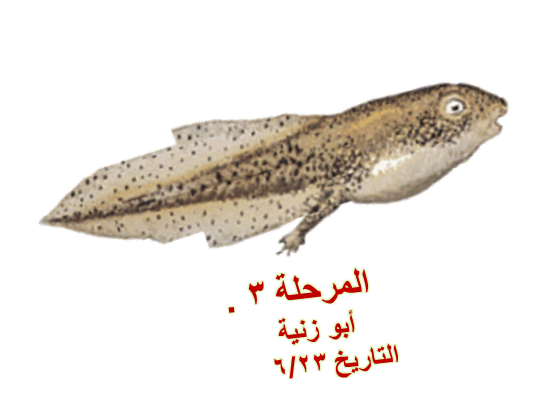 المرحلة ٣ .
أبو زنية
التاريخ ٦/٢٣